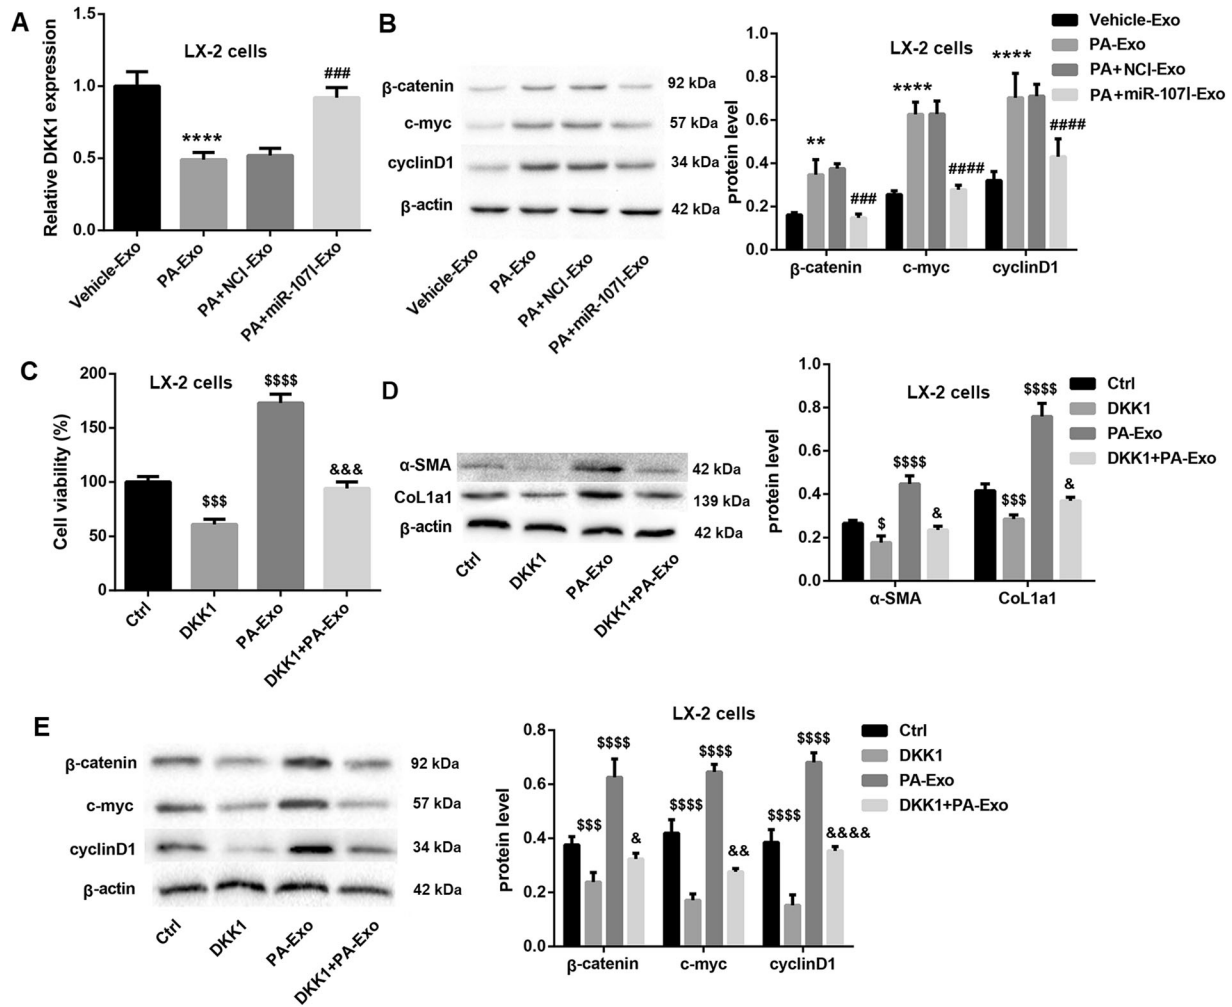 A
LX-2 cells
Relative DKK1 expression
1.5
1.0
0.5
0.0
****
###
Vehicle-Exo
PA-Exo
PA+NCI-Exo
PA+miR-107I-Exo
B
β-catenin
92 kDa
c-myc
57 kDa
cyclinD1
34 kDa
β-actin
42 kDa
Vehicle-Exo
PA-Exo
PA+NCI-Exo
PA+miR-107I-Exo
LX-2 cells
protein level
1.0
0.8
0.6
0.4
0.2
0.0
**
###
****
####
****
####
β-catenin
c-myc
cyclinD1
Vehicle-Exo
PA-Exo
PA+NCI-Exo
PA+miR-107I-Exo
C
LX-2 cells
Cell viability (%)
200
150
100
50
0
$$$
$$$$
&&&
Ctrl
DKK1
PA-Exo
DKK1+PA-Exo
D
α-SMA
42 kDa
CoL1a1
139 kDa
β-actin
42 kDa
Ctrl
DKK1
PA-Exo
DKK1+PA-Exo
LX-2 cells
protein level
1.0
0.8
0.6
0.4
0.2
0.0
$
$$$$
&
$$$
$$$$
&
α-SMA
CoL1a1
Ctrl
DKK1
PA-Exo
DKK1+PA-Exo
E
β-catenin
92 kDa
c-myc
57 kDa
cyclinD1
34 kDa
β-actin
42 kDa
Ctrl
DKK1
PA-Exo
DKK1+PA-Exo
LX-2 cells
protein level
0.8
0.6
0.4
0.2
0.0
$$$
$$$$
&
$$$$
$$$$
&&
$$$$
$$$$
&&&&
β-catenin
c-myc
cyclinD1
Ctrl
DKK1
PA-Exo
DKK1+PA-Exo